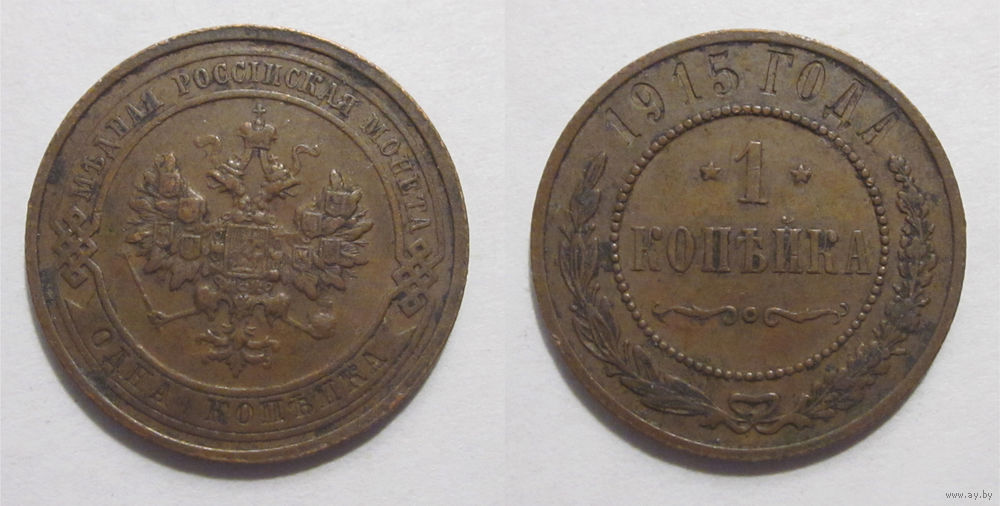 МѢДНАЯ РОССІЙСКАЯ МОНЕТА
ОДНА КОПѢЙКА
1915 ГОДА
1
КОПѢЙКА
www.ay.by